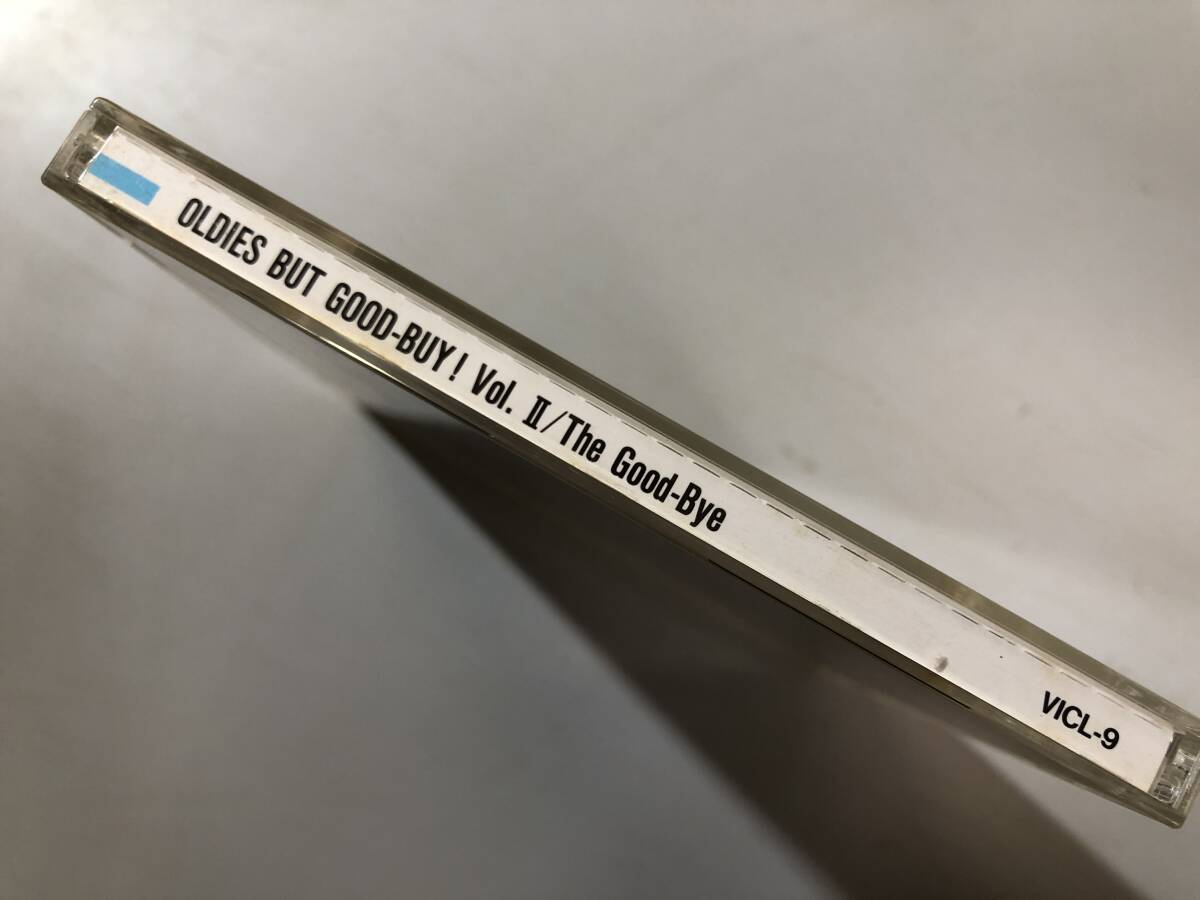 OLDIES BUT GOOD-BUY! Vol. Ⅱ/The Good-Bye
VICL-9